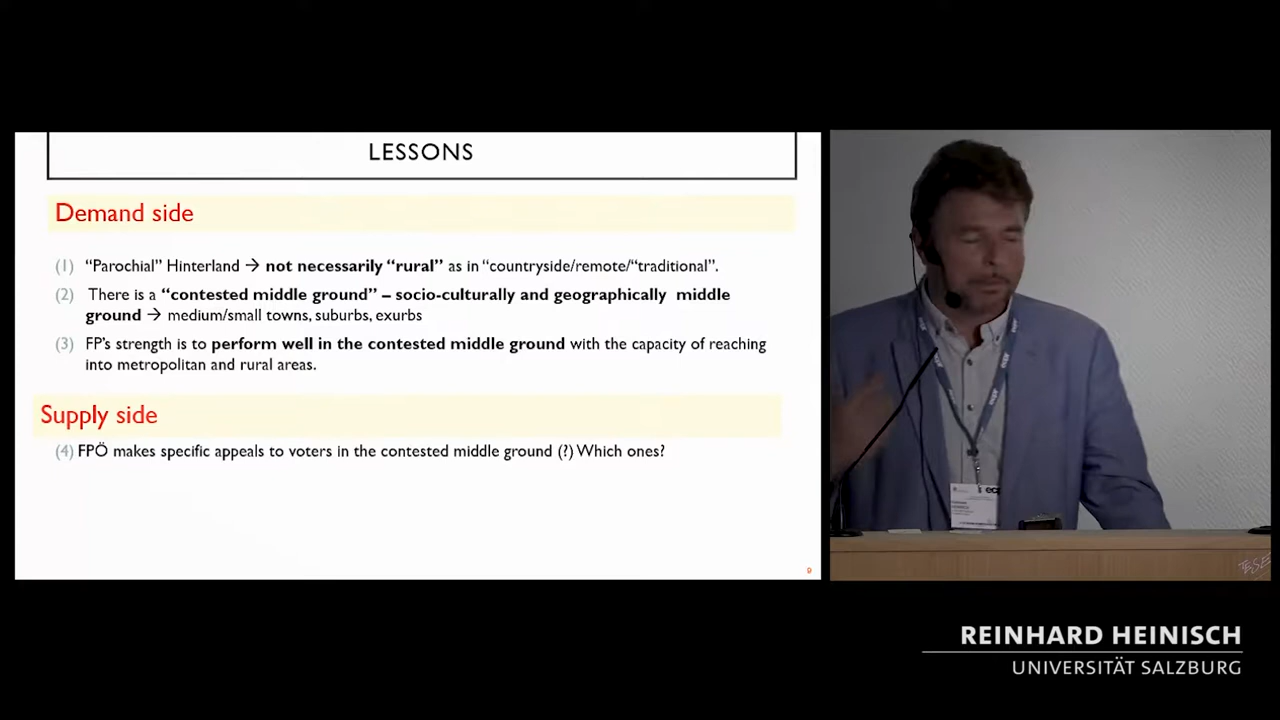 LESSONS
Demand side
(1) “Parochial” Hinterland → not necessarily “rural” as in “countryside/remote/“traditional”.
(2) There is a “contested middle ground” – socio-culturally and geographically middle
ground → medium/small towns, suburbs, exurbs
(3) FP’s strength is to perform well in the contested middle ground with the capacity of reaching
into metropolitan and rural areas.
Supply side
(4) FPÖ makes specific appeals to voters in the contested middle ground (?) Which ones?
9
REINHARD HEINISCH
UNIVERSITÄT SALZBURG